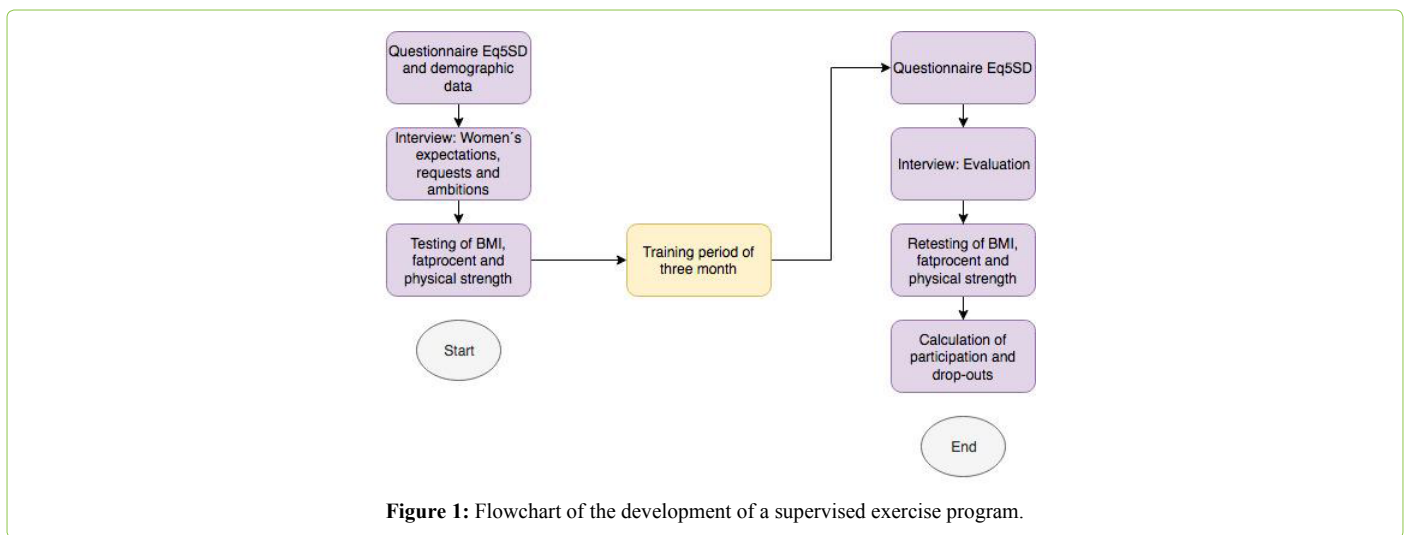 Questionnaire Eq5SD
and demographic
data
Interview: Women´s
expectations,
requests and
ambitions
Testing of BMI,
fatprocent and
physical strength
Start
Training period of
three month
Questionnaire Eq5SD
Interview: Evaluation
Retesting of BMI,
fatprocent and
physical strength
Calculation of
participation and
drop-outs
End
Figure 1: Flowchart of the development of a supervised exercise program.